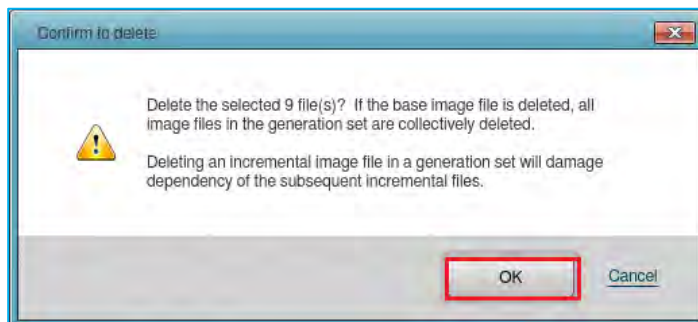 Confirm to delete
Delete the selected 9 file(s)? If the base image file is deleted, all
image files in the generation set are collectively deleted.
Deleting an incremental image file in a generation set will damage
dependency of the subsequent incremental files.
OK
Cancel